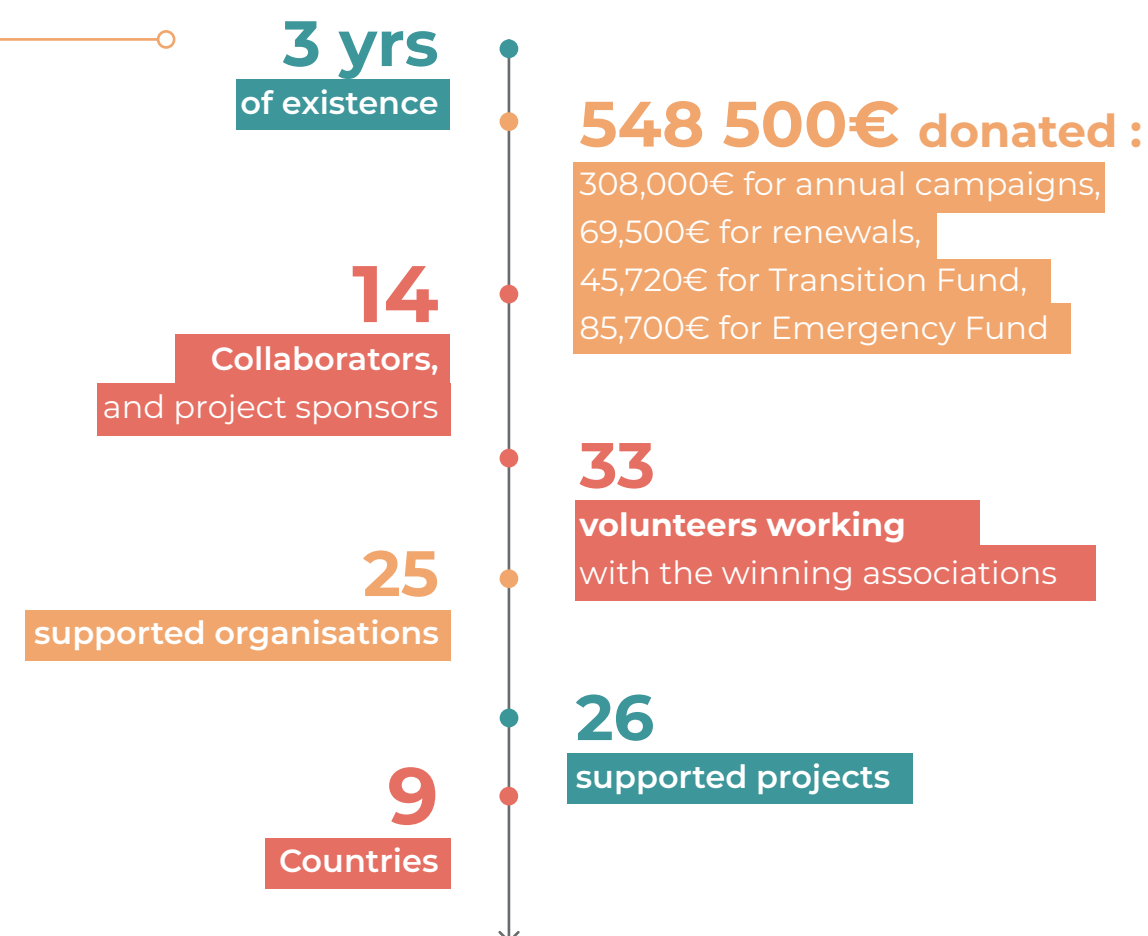 3 yrs
of existence
548 500€ donated :
308,000€ for annual campaigns,
69,500€ for renewals,
45,720€ for Transition Fund,
85,700€ for Emergency Fund
14
Collaborators,
and project sponsors
33
volunteers working
with the winning associations
25
supported organisations
26
supported projects
9
Countries